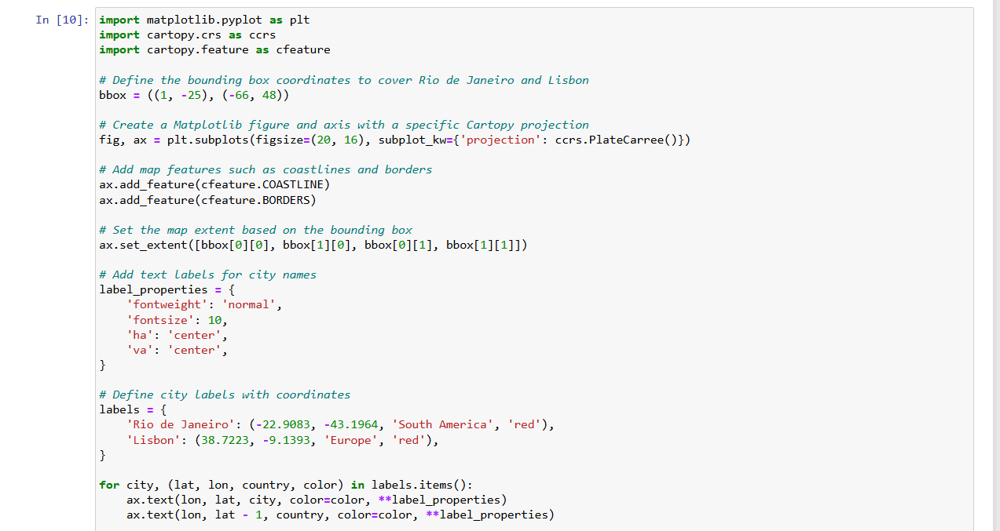 In [10]: import matplotlib.pyplot as plt
import cartopy.crs as ccrs
import cartopy.feature as cfeature

# Define the bounding box coordinates to cover Rio de Janeiro and Lisbon
bbox = ((1, -25), (-66, 48))

# Create a Matplotlib figure and axis with a specific Cartopy projection
fig, ax = plt.subplots(figsize=(20, 16), subplot_kw={'projection': ccrs.PlateCarree()})

# Add map features such as coastlines and borders
ax.add_feature(cfeature.COASTLINE)
ax.add_feature(cfeature.BORDERS)

# Set the map extent based on the bounding box
ax.set_extent([bbox[0][0], bbox[1][0], bbox[0][1], bbox[1][1]])

# Add text labels for city names
label_properties = {
    'fontweight': 'normal',
    'fontsize': 10,
    'ha': 'center',
    'va': 'center',
}

# Define city labels with coordinates
labels = {
    'Rio de Janeiro': (-22.9083, -43.1964, 'South America', 'red'),
    'Lisbon': (38.7223, -9.1393, 'Europe', 'red'),
}

for city, (lat, lon, country, color) in labels.items():
    ax.text(lon, lat, city, color=color, **label_properties)
    ax.text(lon, lat - 1, country, color=color, **label_properties)